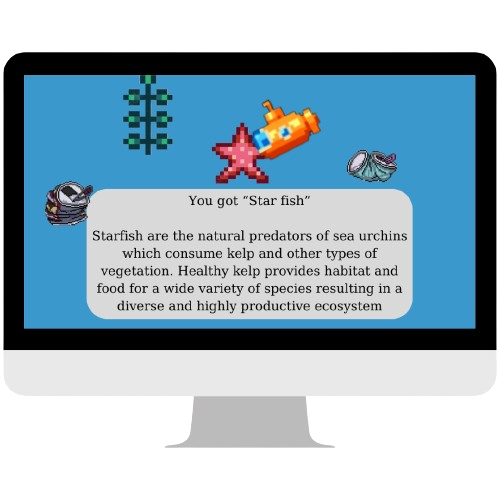 You got “Star fish”
Starfish are the natural predators of sea urchins
which consume kelp and other types of
vegetation. Healthy kelp provides habitat and
food for a wide variety of species resulting in a
diverse and highly productive ecosystem